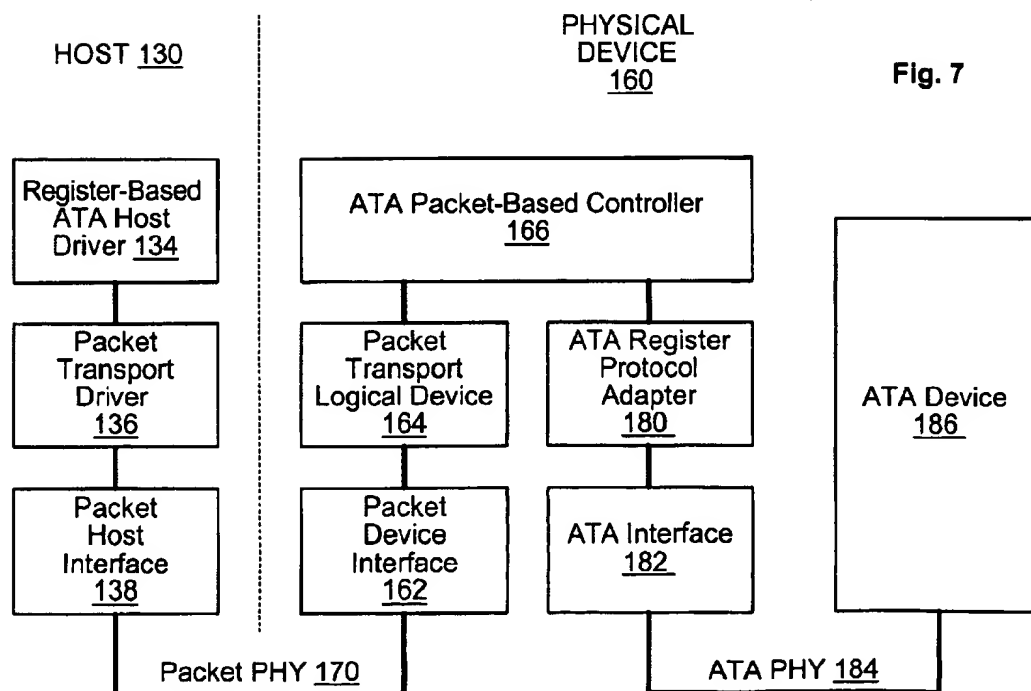 HOST 130
PHYSICAL
DEVICE
160
Fig. 7
Register-Based
ATA Host
Driver 134
ATA Packet-Based Controller
166
Packet
Transport
Driver
136
Packet
Transport
Logical Device
164
ATA Register
Protocol
Adapter
180
ATA Device
186
Packet
Host
Interface
138
Packet
Device
Interface
162
ATA Interface
182
Packet PHY 170
ATA PHY 184